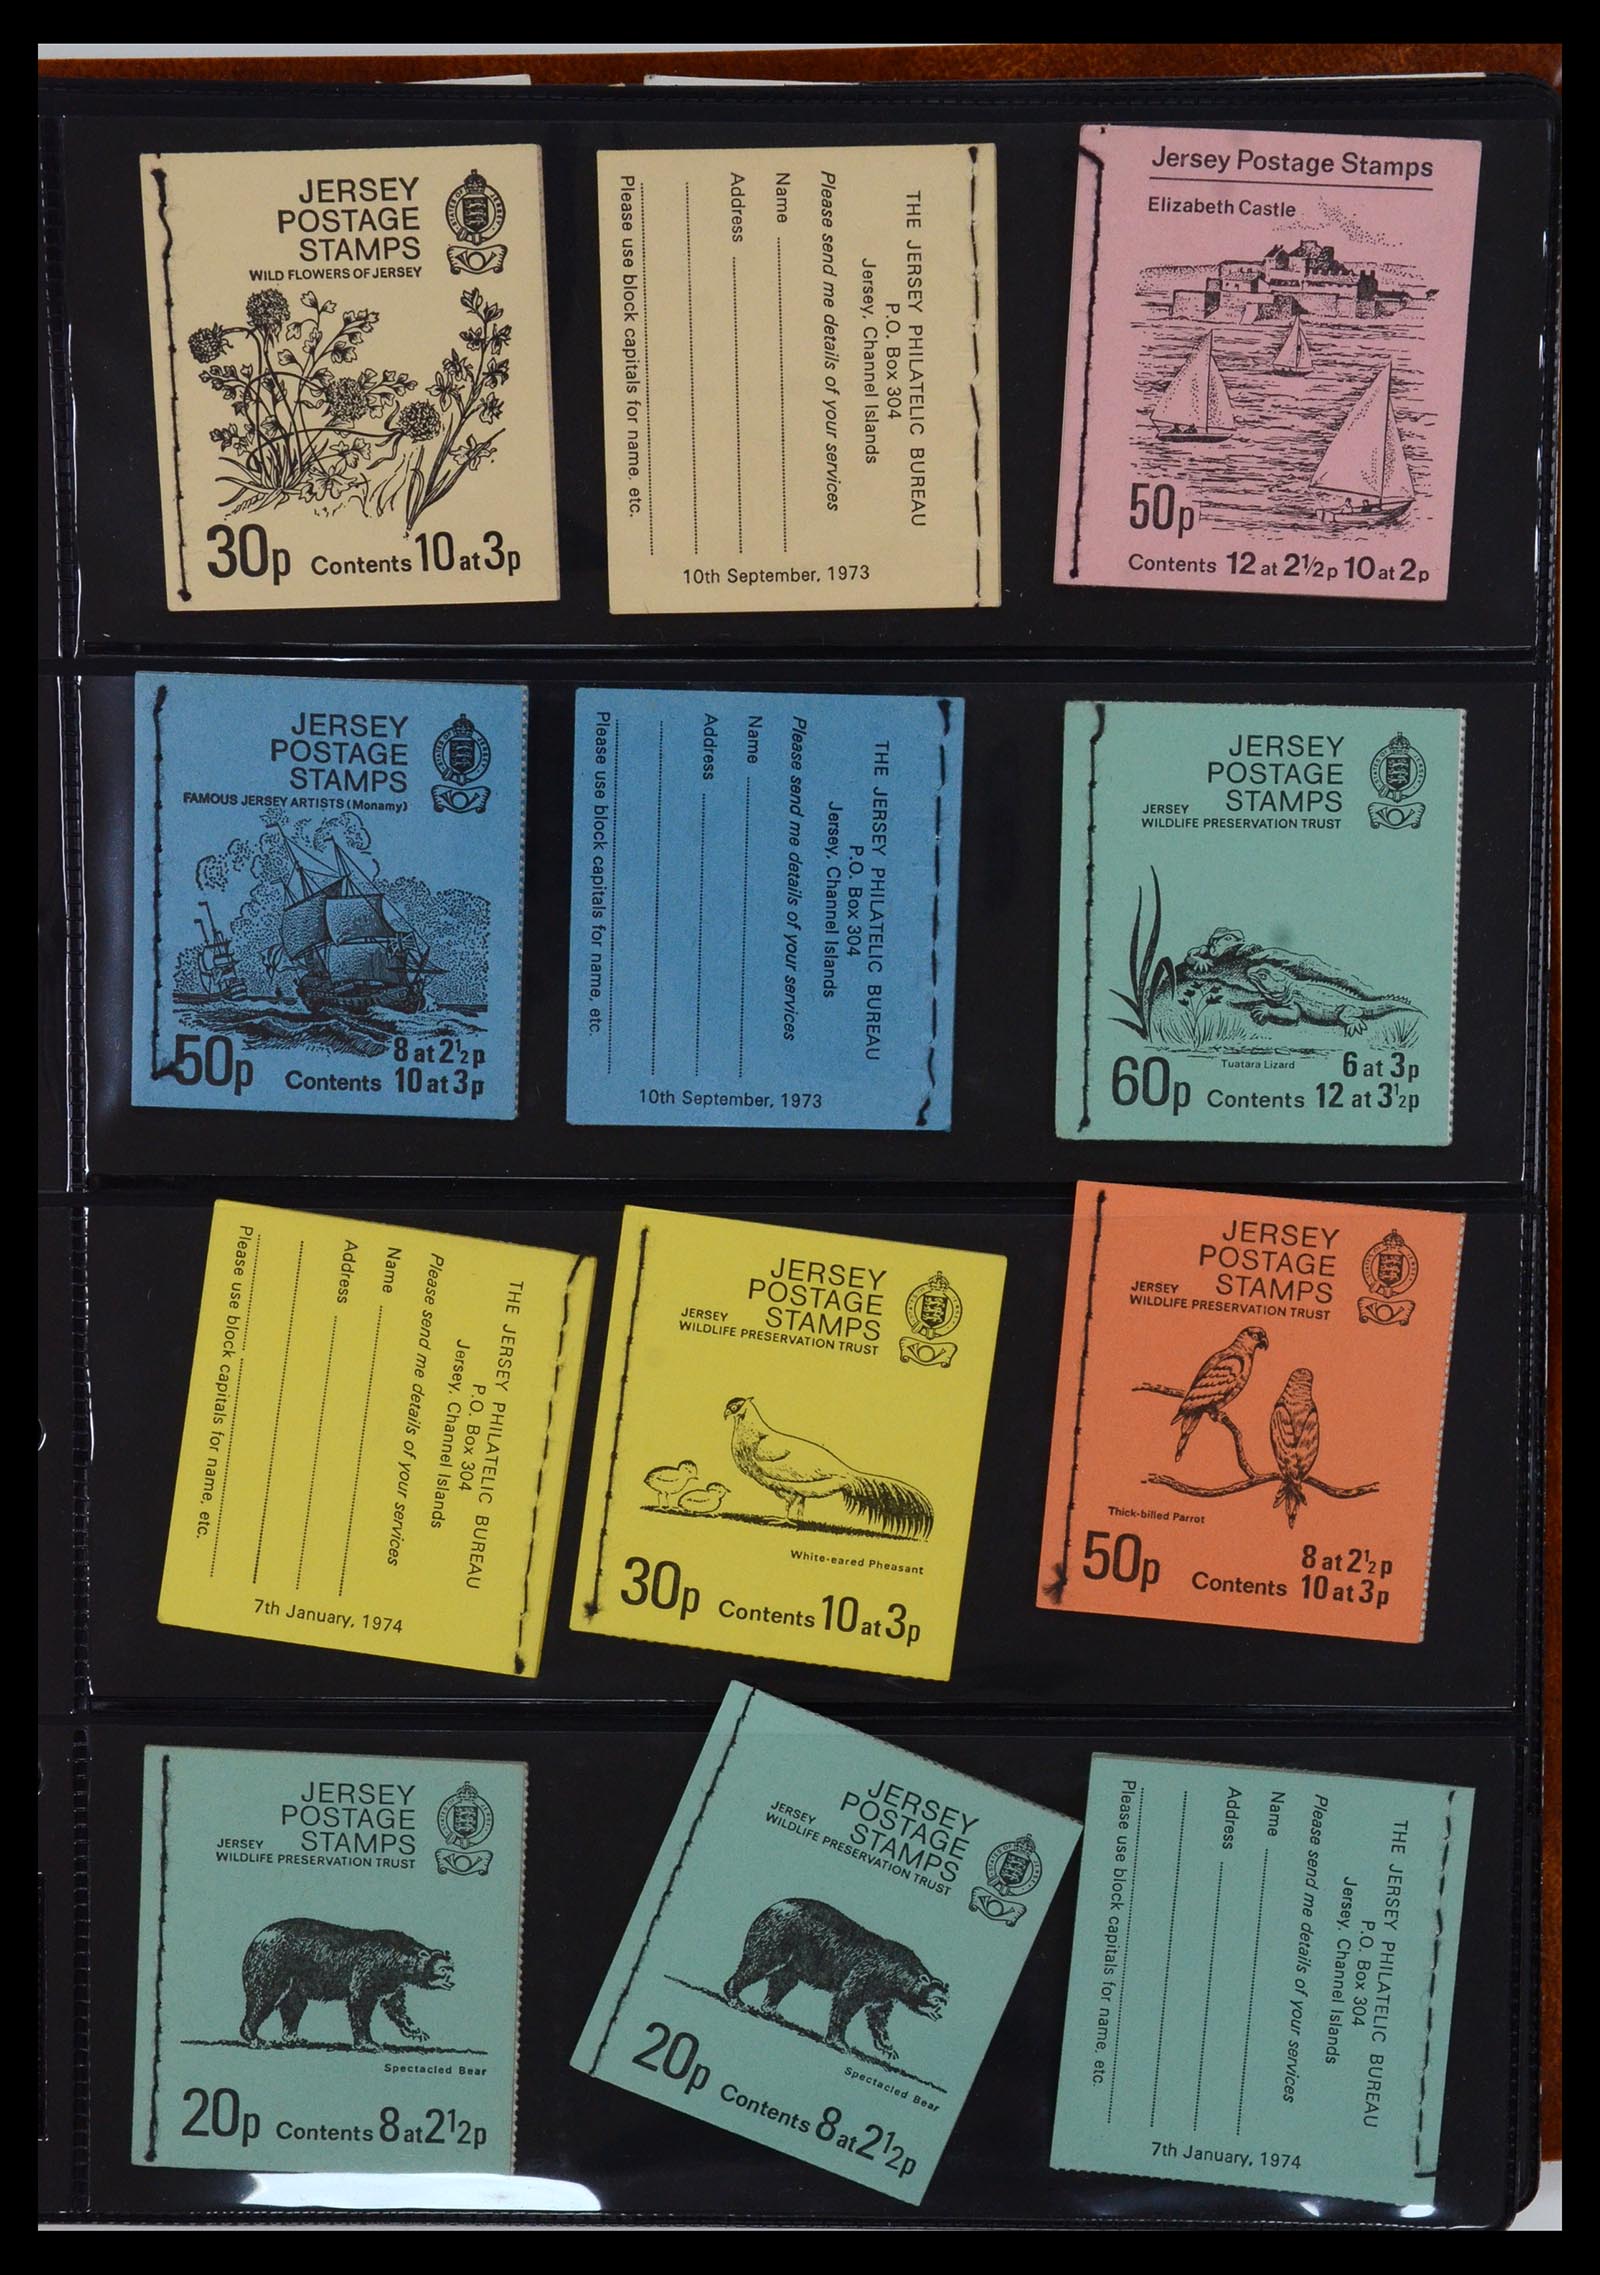 JERSEY
POSTAGE
STAMPS
WILD FLOWERS OF JERSEY
30p Contents 10 at 3p
THE JERSEY PHILATELIC BUREAU
P.O. Box 304
Jersey, Channel Islands
Please send me details of your services
Name
Address
Please use block capitals for name, etc.
10th September, 1973
Jersey Postage Stamps
Elizabeth Castle
50p
Contents 12 at 2½p 10 at 2p
JERSEY
POSTAGE
STAMPS
FAMOUS JERSEY ARTISTS (Monamy)
8 at 2½p
50p Contents 10 at 3p
THE JERSEY PHILATELIC BUREAU
P.O. Box 304
Jersey, Channel Islands
Please send me details of your services
Name
Address
Please use block capitals for name, etc.
10th September, 1973
JERSEY
POSTAGE
STAMPS
JERSEY
WILDLIFE PRESERVATION TRUST
Tuatara Lizard
6 at 3p
60p Contents 12 at 3½p
THE JERSEY PHILATELIC BUREAU
P.O. Box 304
Jersey, Channel Islands
Please send me details of your services
Name
Address
Please use block capitals for name, etc.
7th January, 1974
JERSEY
POSTAGE
STAMPS
JERSEY
WILDLIFE PRESERVATION TRUST
White-eared Pheasant
30p Contents 10 at 3p
JERSEY
POSTAGE
STAMPS
JERSEY
WILDLIFE PRESERVATION TRUST
Thick-billed Parrot
8 at 2½p
50p Contents 10 at 3p
JERSEY
POSTAGE
STAMPS
JERSEY
WILDLIFE PRESERVATION TRUST
Spectacled Bear
20p Contents 8 at 2½p
JERSEY
POSTAGE
STAMPS
JERSEY
WILDLIFE PRESERVATION TRUST
Spectacled Bear
20p Contents 8 at 2½p
THE JERSEY PHILATELIC BUREAU
P.O. Box 304
Jersey, Channel Islands
Please send me details of your services
Name
Address
Please use block capitals for name, etc.
7th January, 1974